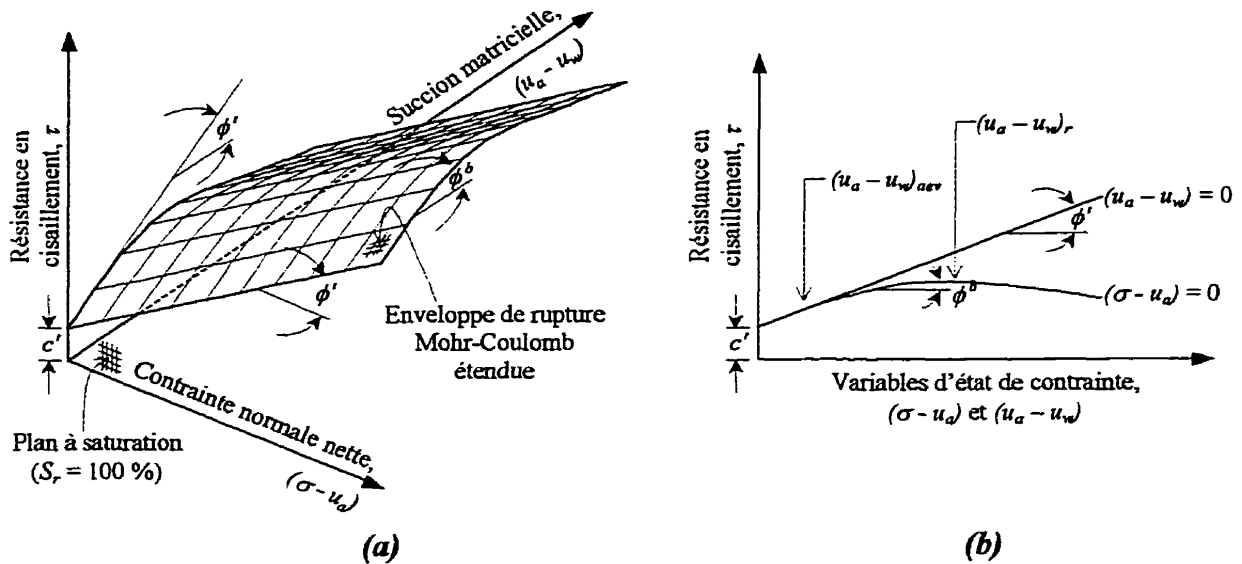 Résistance en
cisaillement, τ
c'
ϕ'
Succion matricielle,
(u_a - u_w)
ϕ^b
ϕ'
Enveloppe de rupture
Mohr-Coulomb
étendue
Contrainte normale nette,
(σ - u_a)
Plan à saturation
(S_r = 100 %)
(a)
Résistance en
cisaillement, τ
c'
(u_a – u_w)_aev
(u_a – u_w)_r
ϕ'
(u_a – u_w) = 0
ϕ^b
(σ - u_a) = 0
Variables d'état de contrainte,
(σ - u_a) et (u_a – u_w)
(b)